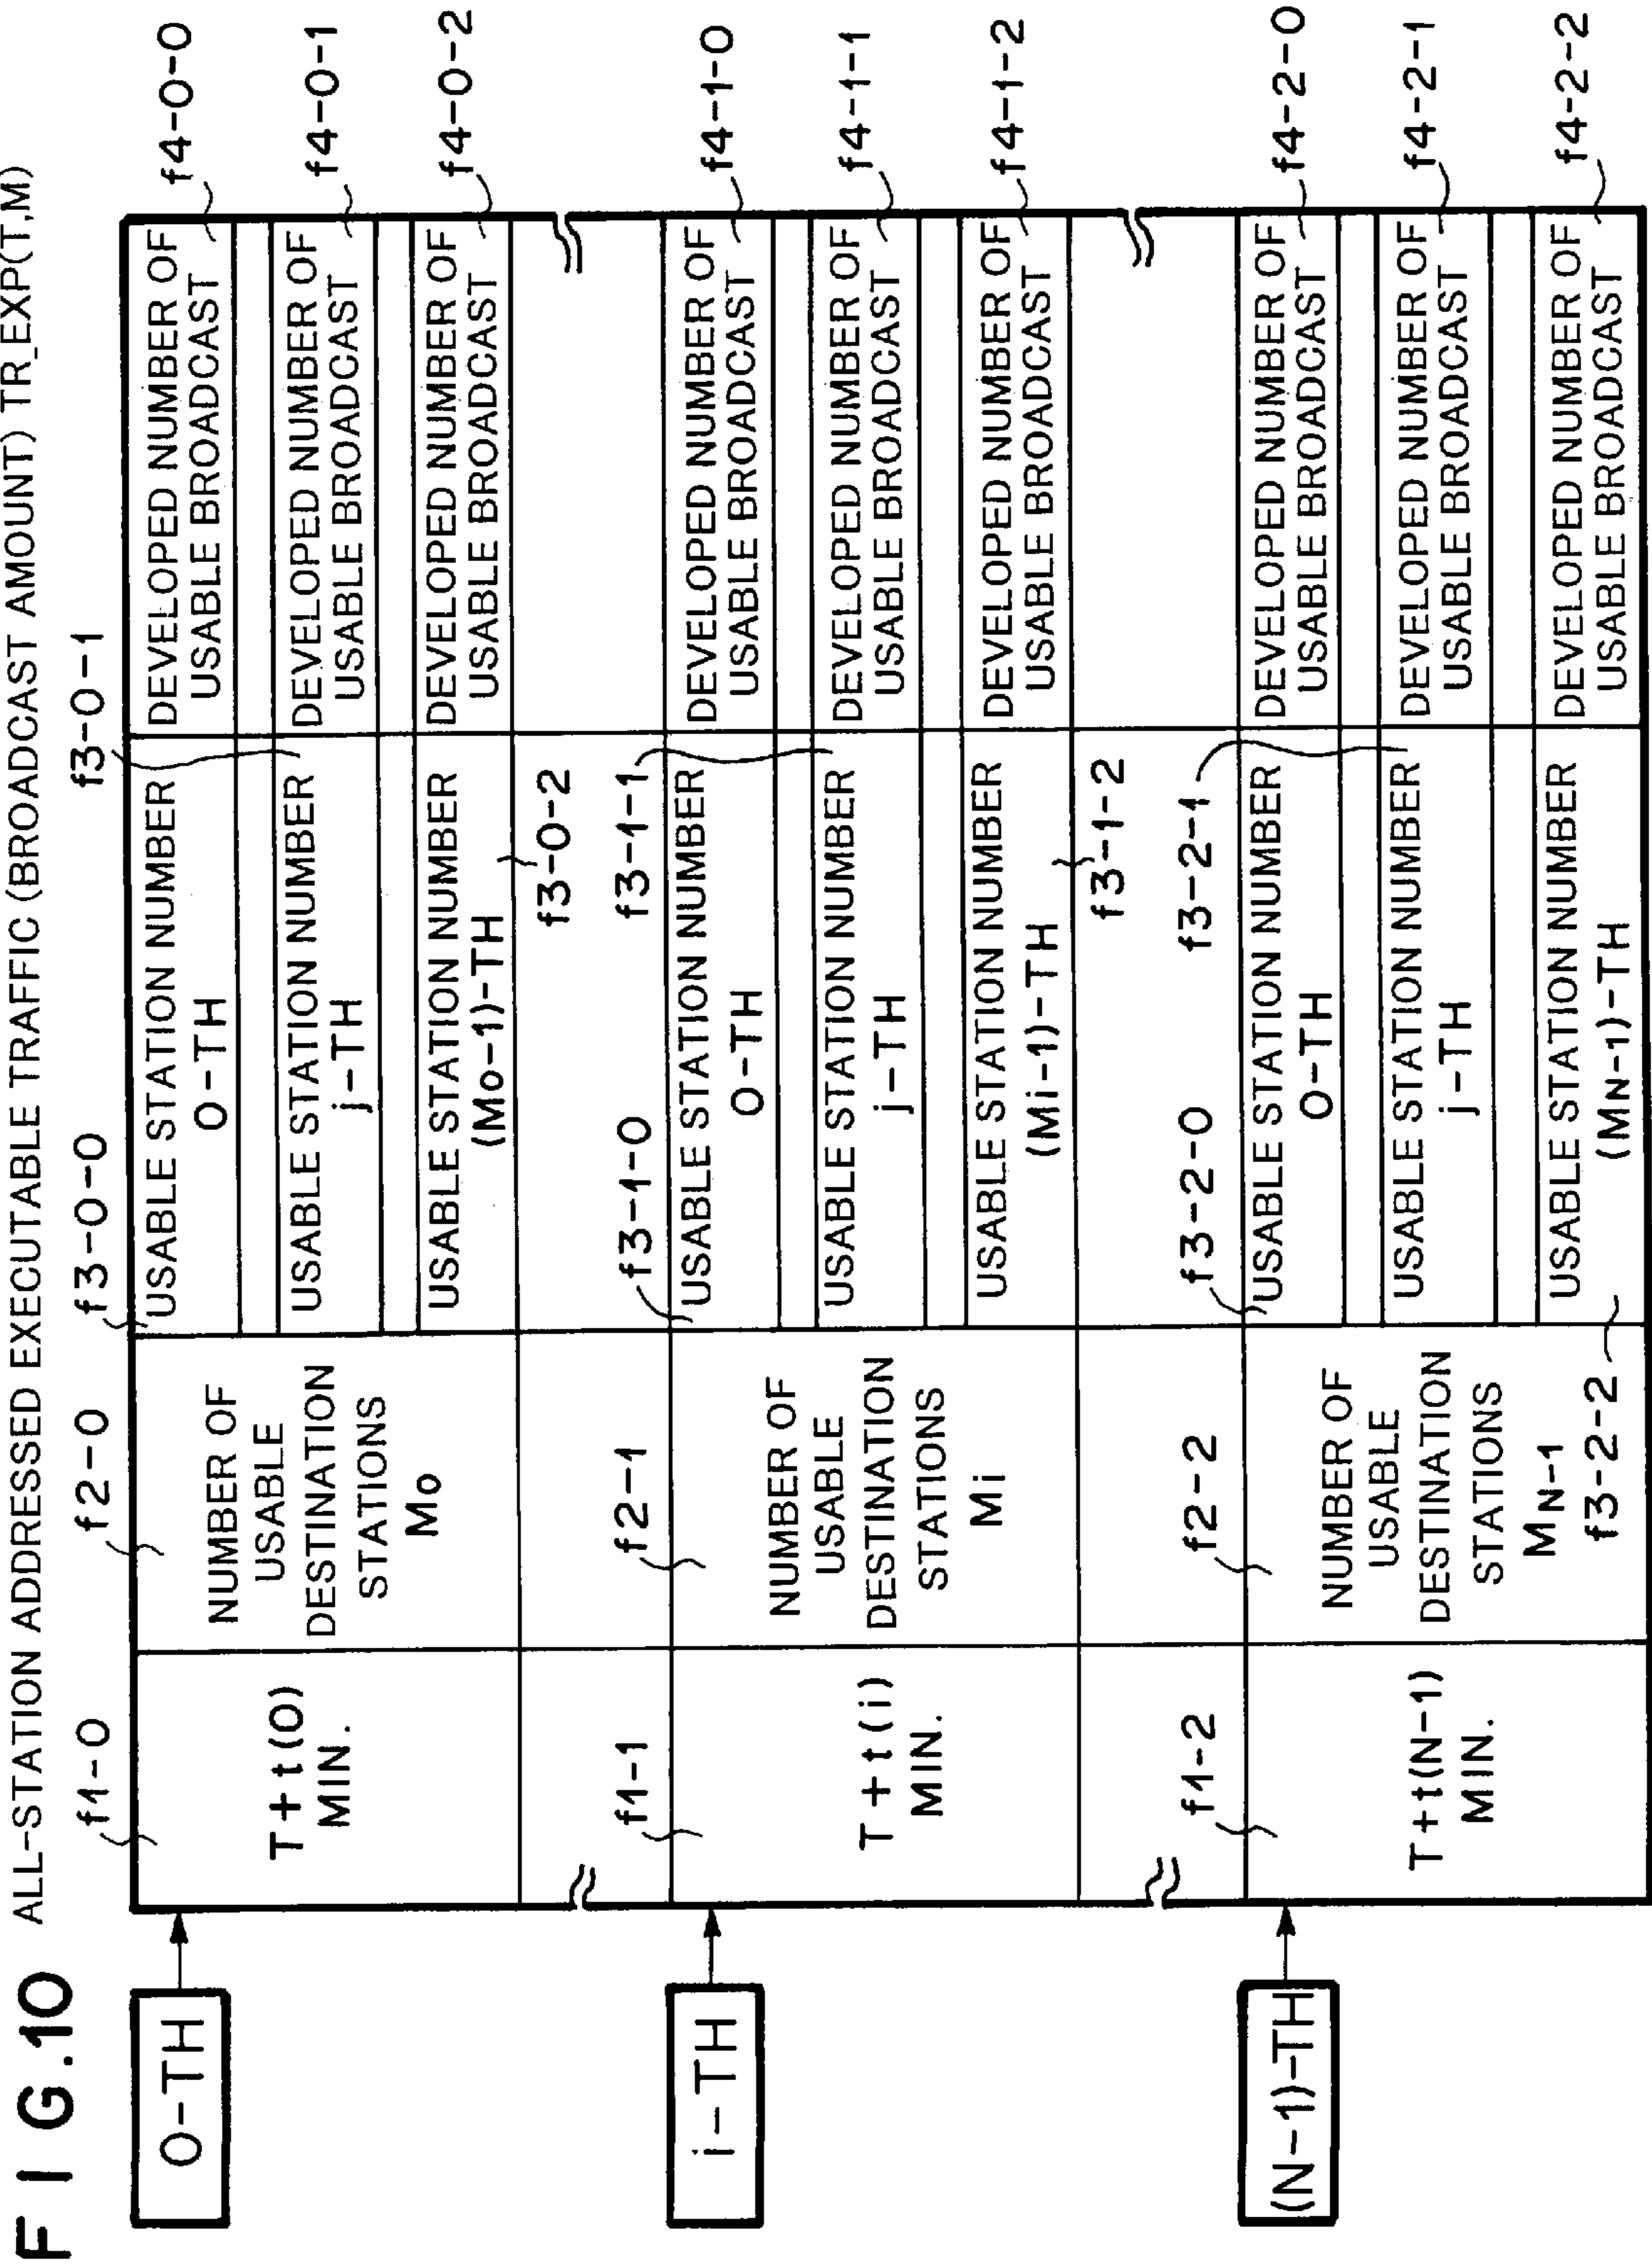 FIG.10 ALL-STATION ADDRESSED EXECUTABLE TRAFFIC (BROADCAST AMOUNT) TR_EXP(T,M)
f1-0
f2-0
f3-0-0
f3-0-1
0-TH
T+t(0)
MIN.
NUMBER OF
USABLE
DESTINATION
STATIONS
M0
USABLE STATION NUMBER
0-TH
DEVELOPED NUMBER OF
USABLE BROADCAST
f4-0-0
USABLE STATION NUMBER
j-TH
DEVELOPED NUMBER OF
USABLE BROADCAST
f4-0-1
USABLE STATION NUMBER
(M0-1)-TH
DEVELOPED NUMBER OF
USABLE BROADCAST
f4-0-2
f3-0-2
f1-1
f2-1
f3-1-0
f3-1-1
i-TH
T+t(i)
MIN.
NUMBER OF
USABLE
DESTINATION
STATIONS
Mi
USABLE STATION NUMBER
0-TH
DEVELOPED NUMBER OF
USABLE BROADCAST
f4-1-0
USABLE STATION NUMBER
j-TH
DEVELOPED NUMBER OF
USABLE BROADCAST
f4-1-1
USABLE STATION NUMBER
(Mi-1)-TH
DEVELOPED NUMBER OF
USABLE BROADCAST
f4-1-2
f3-1-2
f1-2
f2-2
f3-2-0
f3-2-1
(N-1)-TH
T+t(N-1)
MIN.
NUMBER OF
USABLE
DESTINATION
STATIONS
MN-1
USABLE STATION NUMBER
0-TH
DEVELOPED NUMBER OF
USABLE BROADCAST
f4-2-0
USABLE STATION NUMBER
j-TH
DEVELOPED NUMBER OF
USABLE BROADCAST
f4-2-1
f3-2-2
USABLE STATION NUMBER
(MN-1)-TH
DEVELOPED NUMBER OF
USABLE BROADCAST
f4-2-2